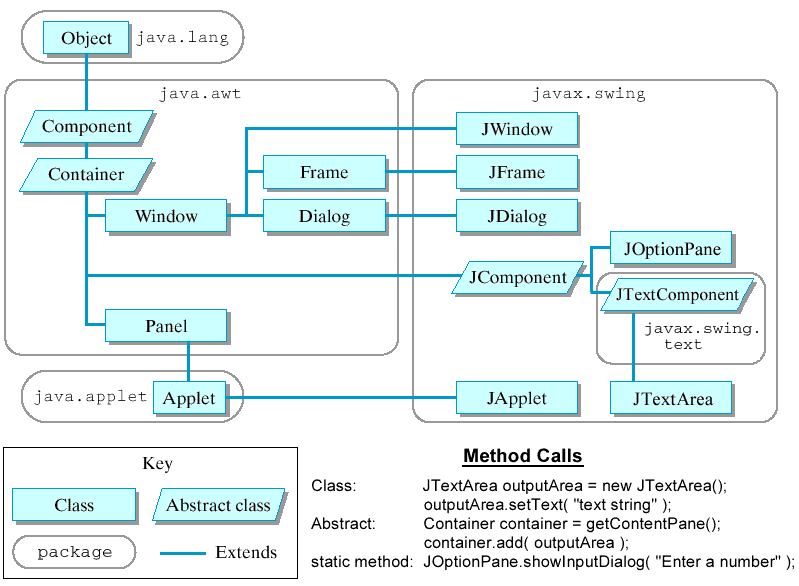 Object java.lang
java.awt
javax.swing
Component
JWindow
Container
Frame
JFrame
Window
Dialog
JDialog
JOptionPane
JComponent
JTextComponent
Panel
javax.swing.
text
java.applet Applet
JApplet
JTextArea
Key
Class
Abstract class
package
Extends
Method Calls
Class: JTextArea outputArea = new JTextArea();
outputArea.setText( "text string" );
Abstract: Container container = getContentPane();
container.add( outputArea );
static method: JOptionPane.showInputDialog( "Enter a number" );